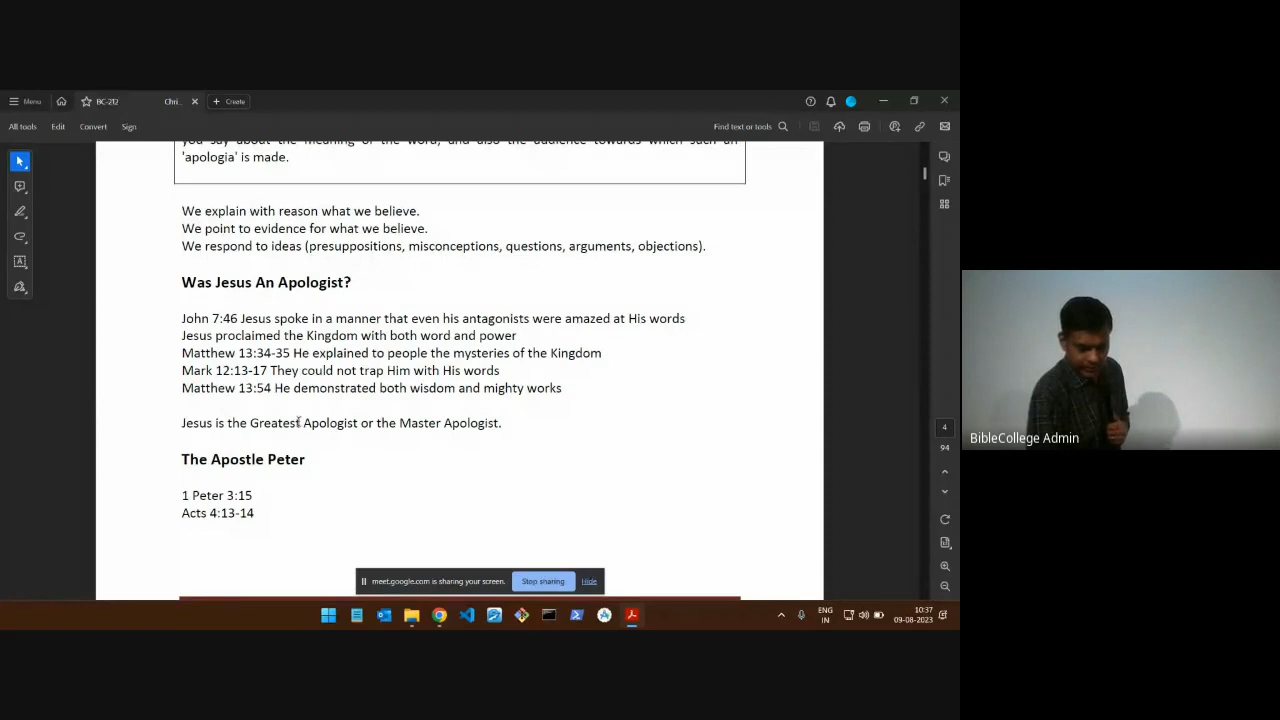 Menu
BC-212
Chri...
Create
All tools
Edit
Convert
Sign
Find text or tools
you say about the meaning of the word, and also the audience towards which such an
'apologia' is made.
We explain with reason what we believe.
We point to evidence for what we believe.
We respond to ideas (presuppositions, misconceptions, questions, arguments, objections).
Was Jesus An Apologist?
John 7:46 Jesus spoke in a manner that even his antagonists were amazed at His words
Jesus proclaimed the Kingdom with both word and power
Matthew 13:34-35 He explained to people the mysteries of the Kingdom
Mark 12:13-17 They could not trap Him with His words
Matthew 13:54 He demonstrated both wisdom and mighty works
Jesus is the Greatest Apologist or the Master Apologist.
The Apostle Peter
1 Peter 3:15
Acts 4:13-14
4
94
BibleCollege Admin
meet.google.com is sharing your screen.
Stop sharing
Hide
ENG
IN
10:37
09-08-2023